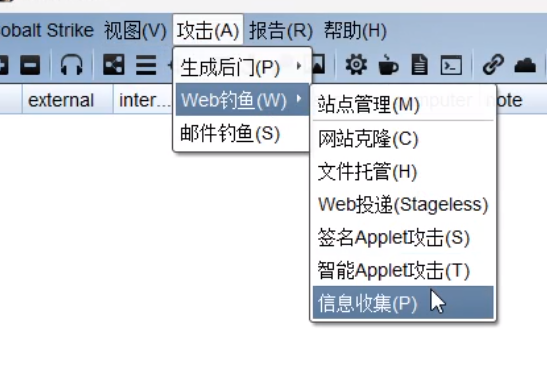 obalt Strike 视图(V) 攻击(A) 报告(R) 帮助(H)
生成后门(P)
external inter... note
Web钓鱼(W)
站点管理(M)
邮件钓鱼(S)
网站克隆(C)
文件托管(H)
Web投递(Stageless)
签名Applet攻击(S)
智能Applet攻击(T)
信息收集(P)